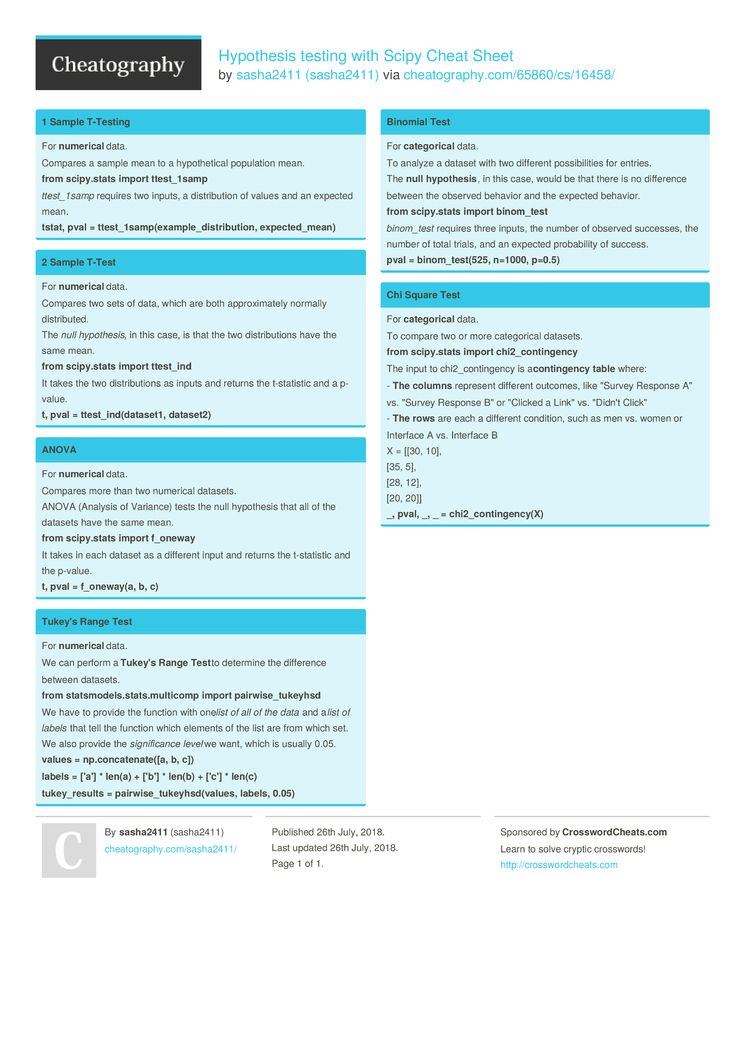 Cheatography
Hypothesis testing with Scipy Cheat Sheet
by sasha2411 (sasha2411) via cheatography.com/65860/cs/16458/
1 Sample T-Testing
For numerical data.
Compares a sample mean to a hypothetical population mean.
from scipy.stats import ttest_1samp
ttest_1samp requires two inputs, a distribution of values and an expected
mean.
tstat, pval = ttest_1samp(example_distribution, expected_mean)
2 Sample T-Test
For numerical data.
Compares two sets of data, which are both approximately normally
distributed.
The null hypothesis, in this case, is that the two distributions have the
same mean.
from scipy.stats import ttest_ind
It takes the two distributions as inputs and returns the t-statistic and a p-
value.
t, pval = ttest_ind(dataset1, dataset2)
ANOVA
For numerical data.
Compares more than two numerical datasets.
ANOVA (Analysis of Variance) tests the null hypothesis that all of the
datasets have the same mean.
from scipy.stats import f_oneway
It takes in each dataset as a different input and returns the t-statistic and
the p-value.
t, pval = f_oneway(a, b, c)
Tukey's Range Test
For numerical data.
We can perform a Tukey's Range Testto determine the difference
between datasets.
from statsmodels.stats.multicomp import pairwise_tukeyhsd
We have to provide the function with onelist of all of the data and alist of
labels that tell the function which elements of the list are from which set.
We also provide the significance levelwe want, which is usually 0.05.
values = np.concatenate([a, b, c])
labels = ['a'] * len(a) + ['b'] * len(b) + ['c'] * len(c)
tukey_results = pairwise_tukeyhsd(values, labels, 0.05)
Binomial Test
For categorical data.
To analyze a dataset with two different possibilities for entries.
The null hypothesis, in this case, would be that there is no difference
between the observed behavior and the expected behavior.
from scipy.stats import binom_test
binom_test requires three inputs, the number of observed successes, the
number of total trials, and an expected probability of success.
pval = binom_test(525, n=1000, p=0.5)
Chi Square Test
For categorical data.
To compare two or more categorical datasets.
from scipy.stats import chi2_contingency
The input to chi2_contingency is acontingency table where:
- The columns represent different outcomes, like "Survey Response A"
vs. "Survey Response B" or "Clicked a Link" vs. "Didn't Click"
- The rows are each a different condition, such as men vs. women or
Interface A vs. Interface B
X = [[30, 10],
[35, 5],
[28, 12],
[20, 20]]
_, pval, _, _ = chi2_contingency(X)
C
By sasha2411 (sasha2411)
cheatography.com/sasha2411/
Published 26th July, 2018.
Last updated 26th July, 2018.
Page 1 of 1.
Sponsored by CrosswordCheats.com
Learn to solve cryptic crosswords!
http://crosswordcheats.com